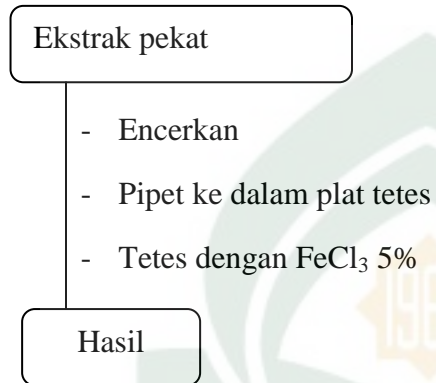 Ekstrak pekat
- Encerkan
- Pipet ke dalam plat tetes
- Tetes dengan FeCl₃ 5%
Hasil